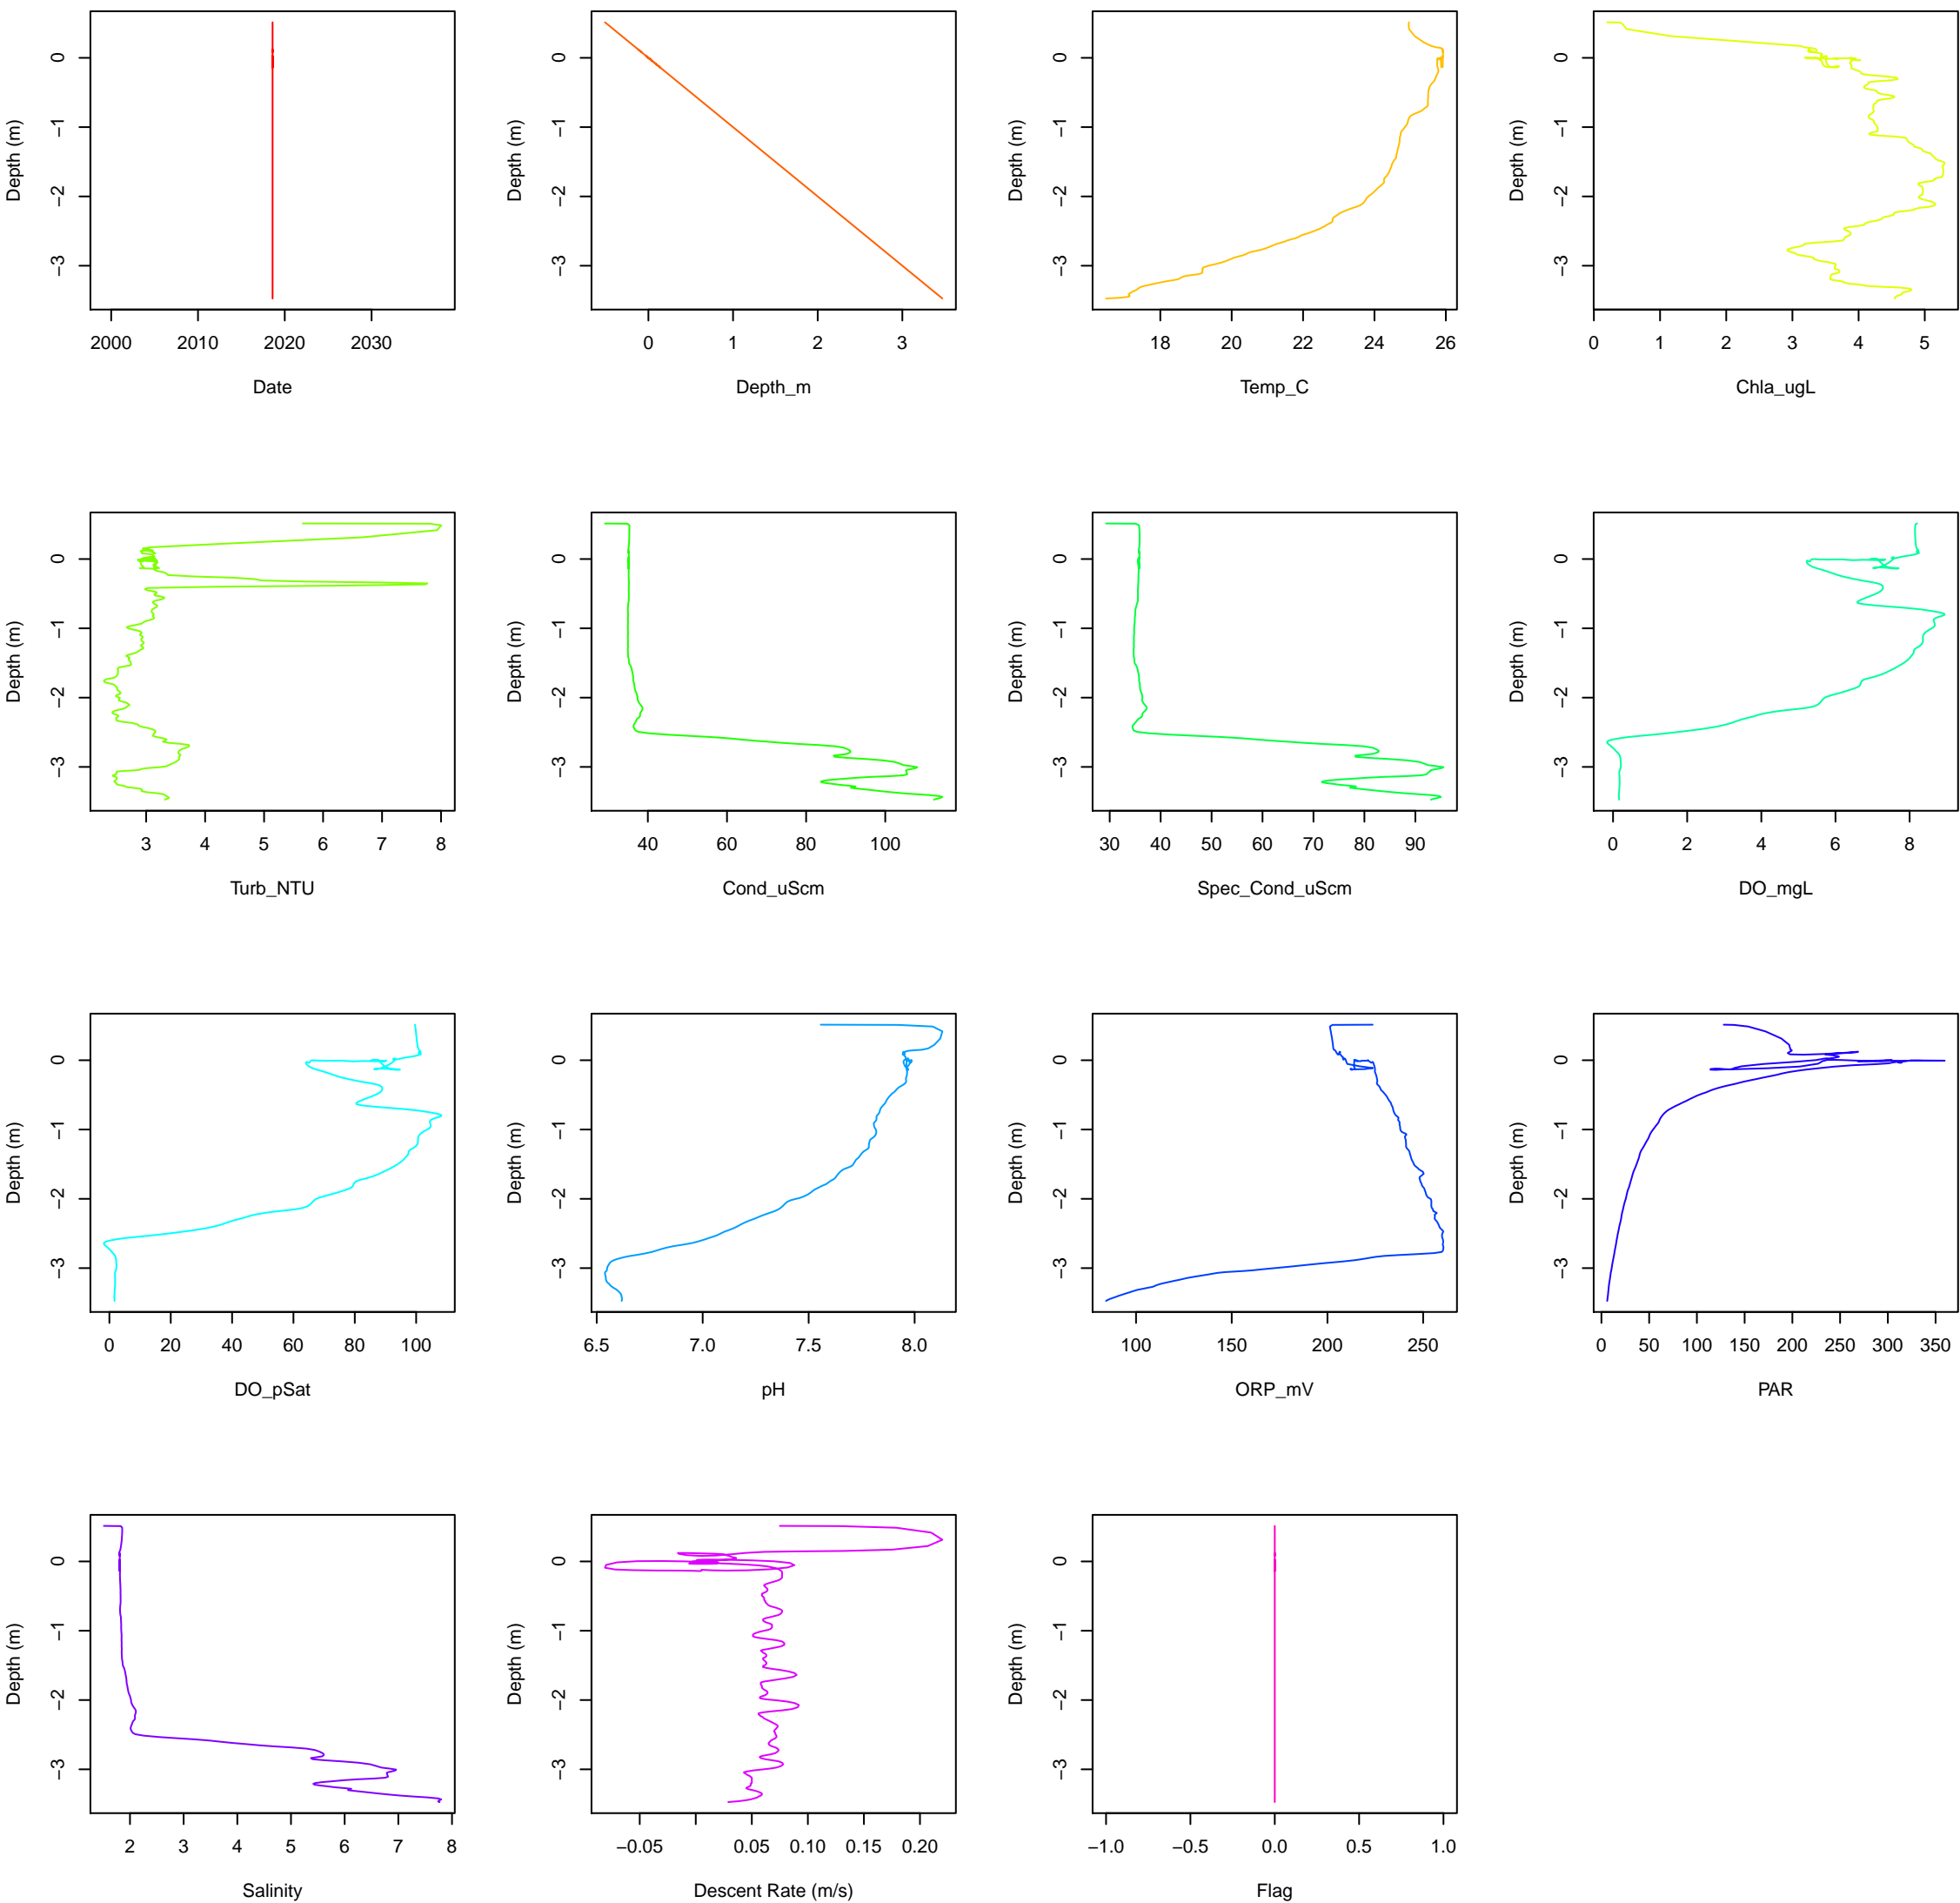 Depth (m)
0
−1
−2
−3
2000 2010 2020 2030
Date
Depth (m)
0
−1
−2
−3
0 1 2 3
Depth_m
Depth (m)
0
−1
−2
−3
18 20 22 24 26
Temp_C
Depth (m)
0
−1
−2
−3
0 1 2 3 4 5
Chla_ugL
Depth (m)
0
−1
−2
−3
3 4 5 6 7 8
Turb_NTU
Depth (m)
0
−1
−2
−3
40 60 80 100
Cond_uScm
Depth (m)
0
−1
−2
−3
30 40 50 60 70 80 90
Spec_Cond_uScm
Depth (m)
0
−1
−2
−3
0 2 4 6 8
DO_mgL
Depth (m)
0
−1
−2
−3
0 20 40 60 80 100
DO_pSat
Depth (m)
0
−1
−2
−3
6.5 7.0 7.5 8.0
pH
Depth (m)
0
−1
−2
−3
100 150 200 250
ORP_mV
Depth (m)
0
−1
−2
−3
0 50 100 150 200 250 300 350
PAR
Depth (m)
0
−1
−2
−3
2 3 4 5 6 7 8
Salinity
Depth (m)
0
−1
−2
−3
−0.05 0.05 0.10 0.15 0.20
Descent Rate (m/s)
Depth (m)
0
−1
−2
−3
−1.0 −0.5 0.0 0.5 1.0
Flag